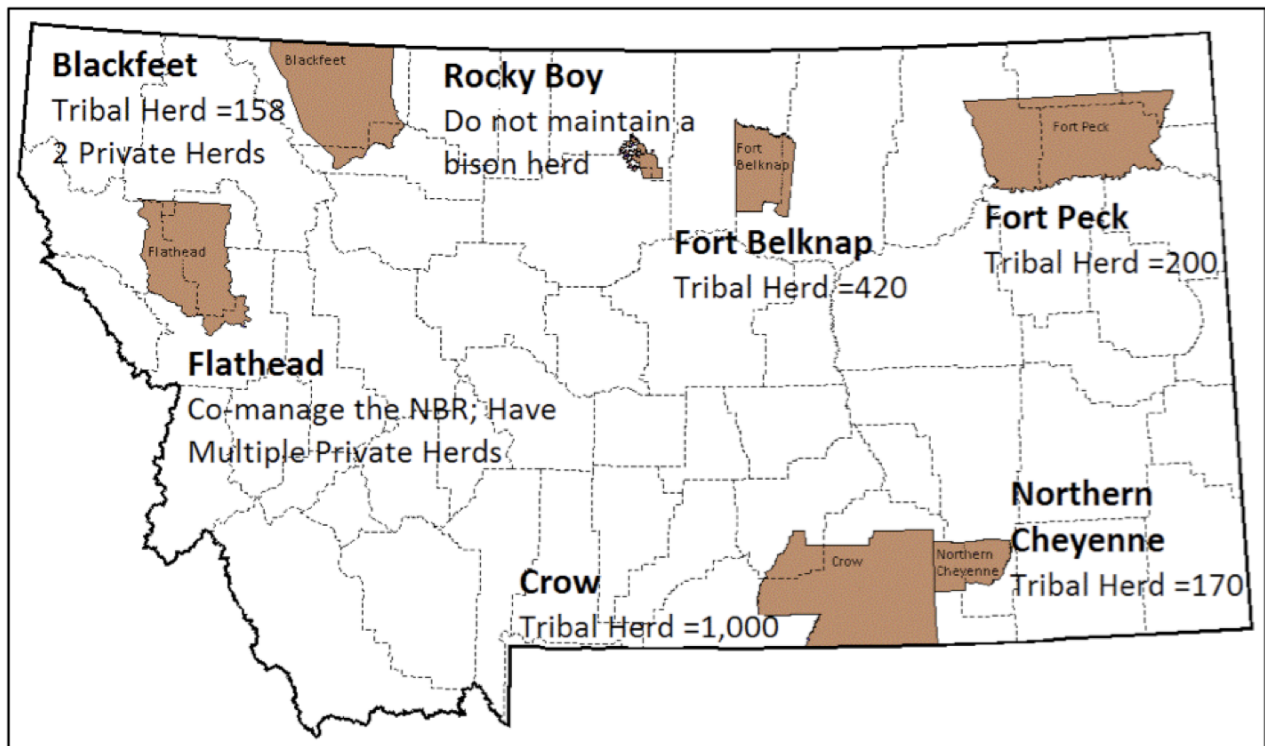 Blackfeet
Tribal Herd =158
2 Private Herds
Blackfeet
Rocky Boy
Do not maintain a
bison herd
Fort
Belknap
Fort Belknap
Tribal Herd =420
Fort Peck
Fort Peck
Tribal Herd =200
Flathead
Flathead
Co-manage the NBR; Have
Multiple Private Herds
Crow
Tribal Herd =1,000
Crow
Northern
Cheyenne
Northern
Cheyenne
Tribal Herd =170